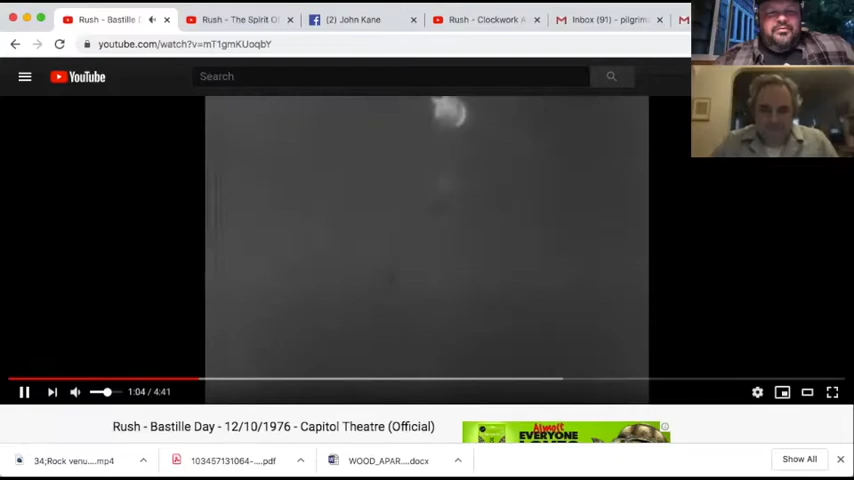 Rush - Bastille D
Rush - The Spirit O
(2) John Kane
Rush - Clockwork A
Inbox (91) - pilgrim
youtube.com/watch?v=mT1gmKUoqbY
YouTube
Search
1:04 / 4:41
Rush - Bastille Day - 12/10/1976 - Capitol Theatre (Official)
Almost
EVERYONE
34;Rock venu....mp4
103457131064-....pdf
WOOD_APAR....docx
Show All